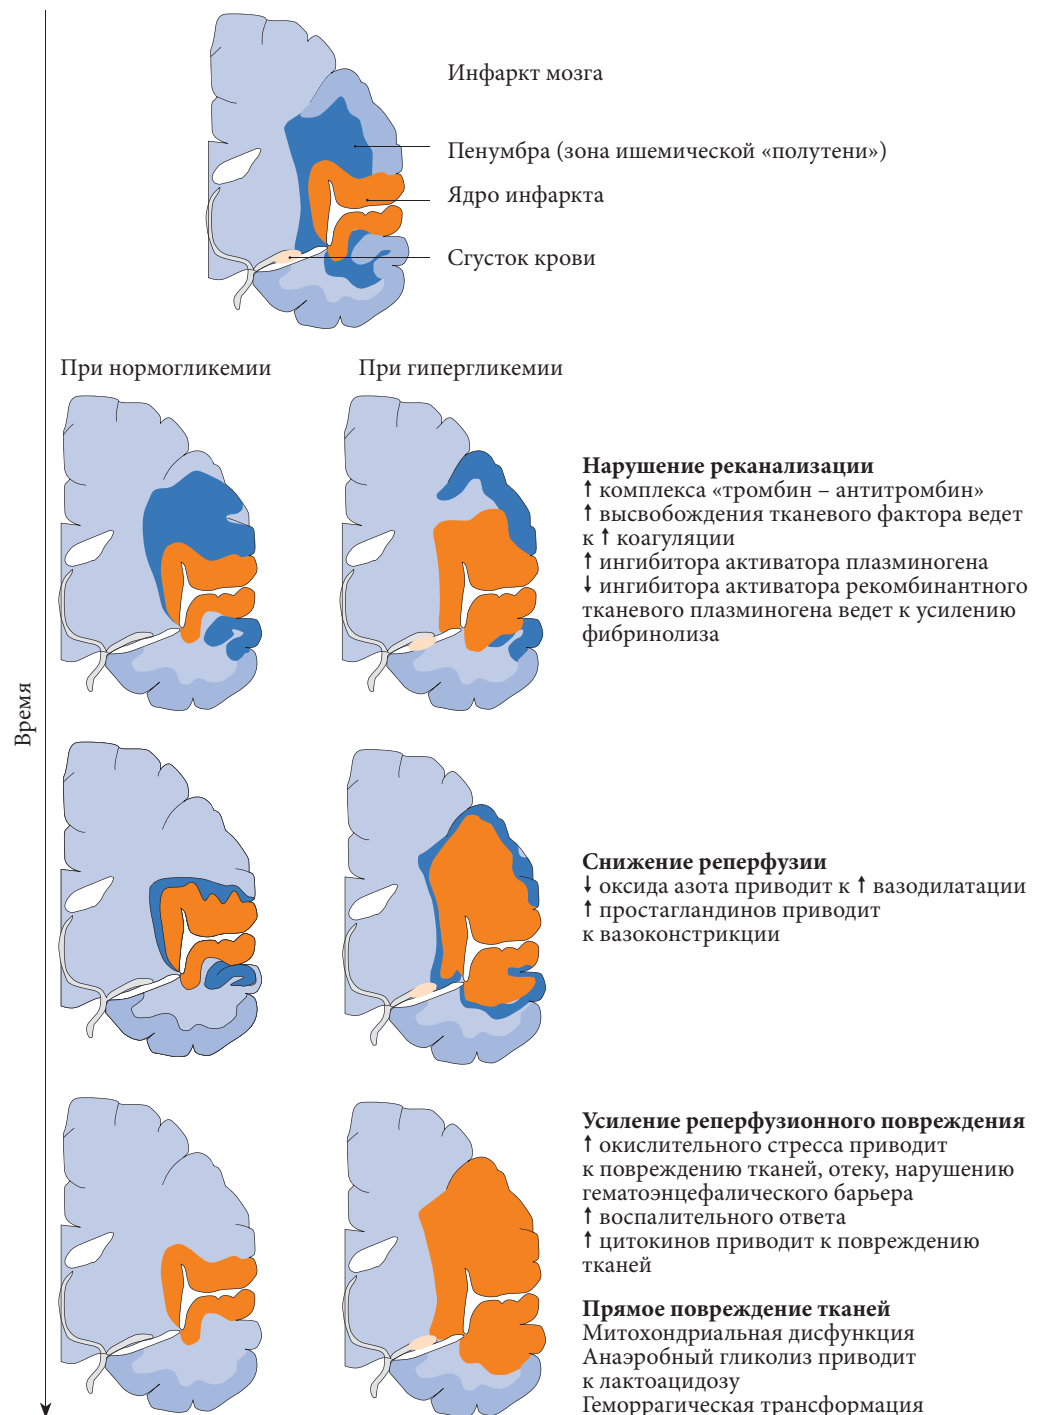 Инфаркт мозга
Пенумбра (зона ишемической «полутени»)
Ядро инфаркта
Сгусток крови
При нормогликемии
При гипергликемии
Время
Нарушение реканализации
↑ комплекса «тромбин – антитромбин»
↑ высвобождения тканевого фактора ведет
к ↑ коагуляции
↑ ингибитора активатора плазминогена
↓ ингибитора активатора рекомбинантного
тканевого плазминогена ведет к усилению
фибринолиза
Снижение реперфузии
↓ оксида азота приводит к ↑ вазодилатации
↑ простагландинов приводит
к вазоконстрикции
Усиление реперфузионного повреждения
↑ окислительного стресса приводит
к повреждению тканей, отеку, нарушению
гематоэнцефалического барьера
↑ воспалительного ответа
↑ цитокинов приводит к повреждению
тканей
Прямое повреждение тканей
Митохондриальная дисфункция
Анаэробный гликолиз приводит
к лактоацидозу
Геморрагическая трансформация